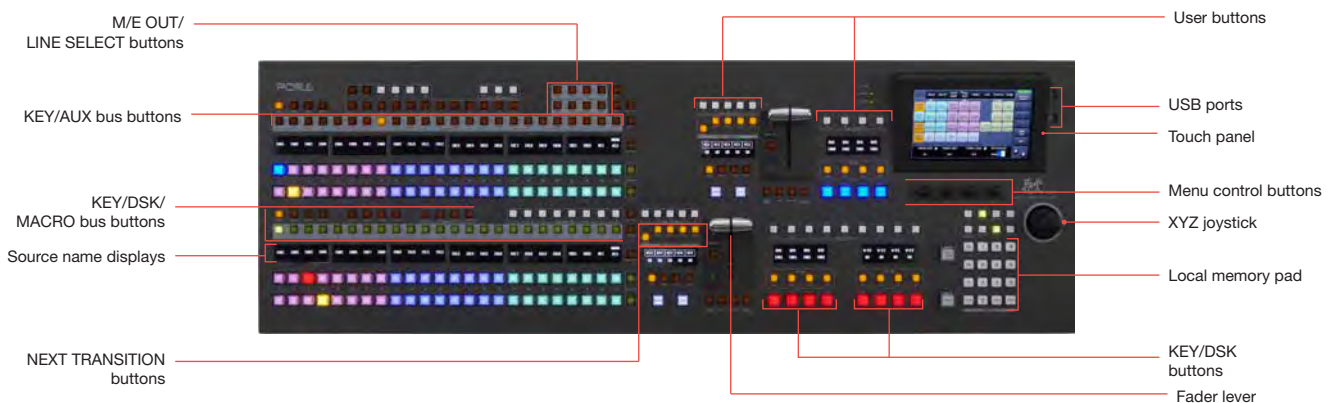 M/E OUT/
LINE SELECT buttons
User buttons
KEY/AUX bus buttons
USB ports
Touch panel
KEY/DSK/
MACRO bus buttons
Menu control buttons
XYZ joystick
Source name displays
Local memory pad
NEXT TRANSITION
buttons
KEY/DSK
buttons
Fader lever